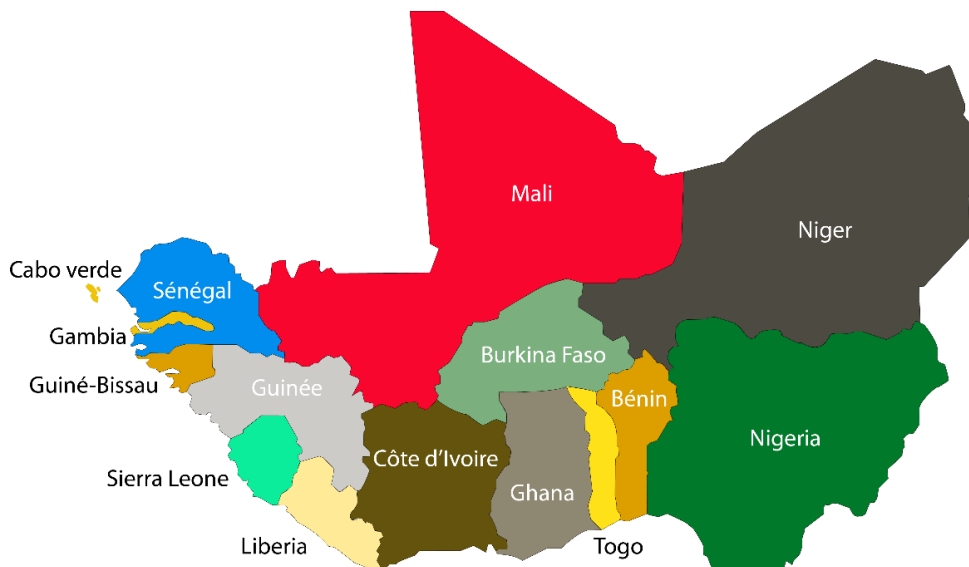 Mali
Niger
Cabo verde
Sénégal
Gambia
Burkina Faso
Guiné-Bissau
Guinée
Bénin
Nigeria
Côte d'Ivoire
Sierra Leone
Ghana
Liberia
Togo